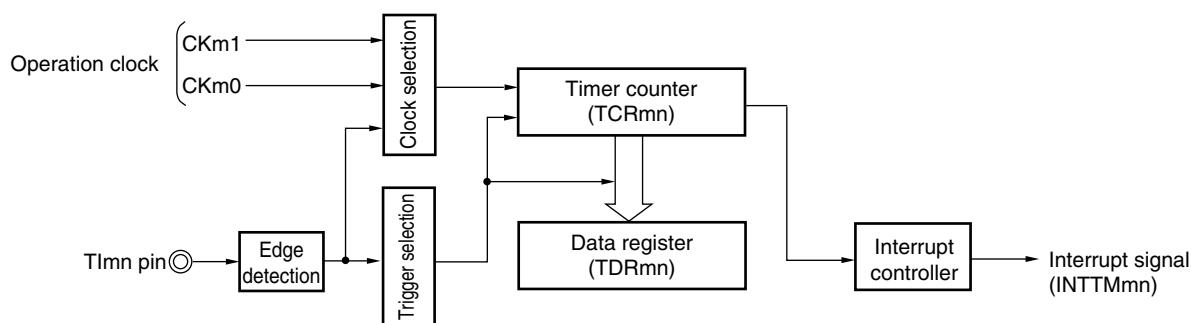 Operation clock
CKm1
CKm0
Clock selection
Timer counter
(TCRmn)
TImn pin
Edge
detection
Trigger selection
Data register
(TDRmn)
Interrupt
controller
Interrupt signal
(INTTMmn)